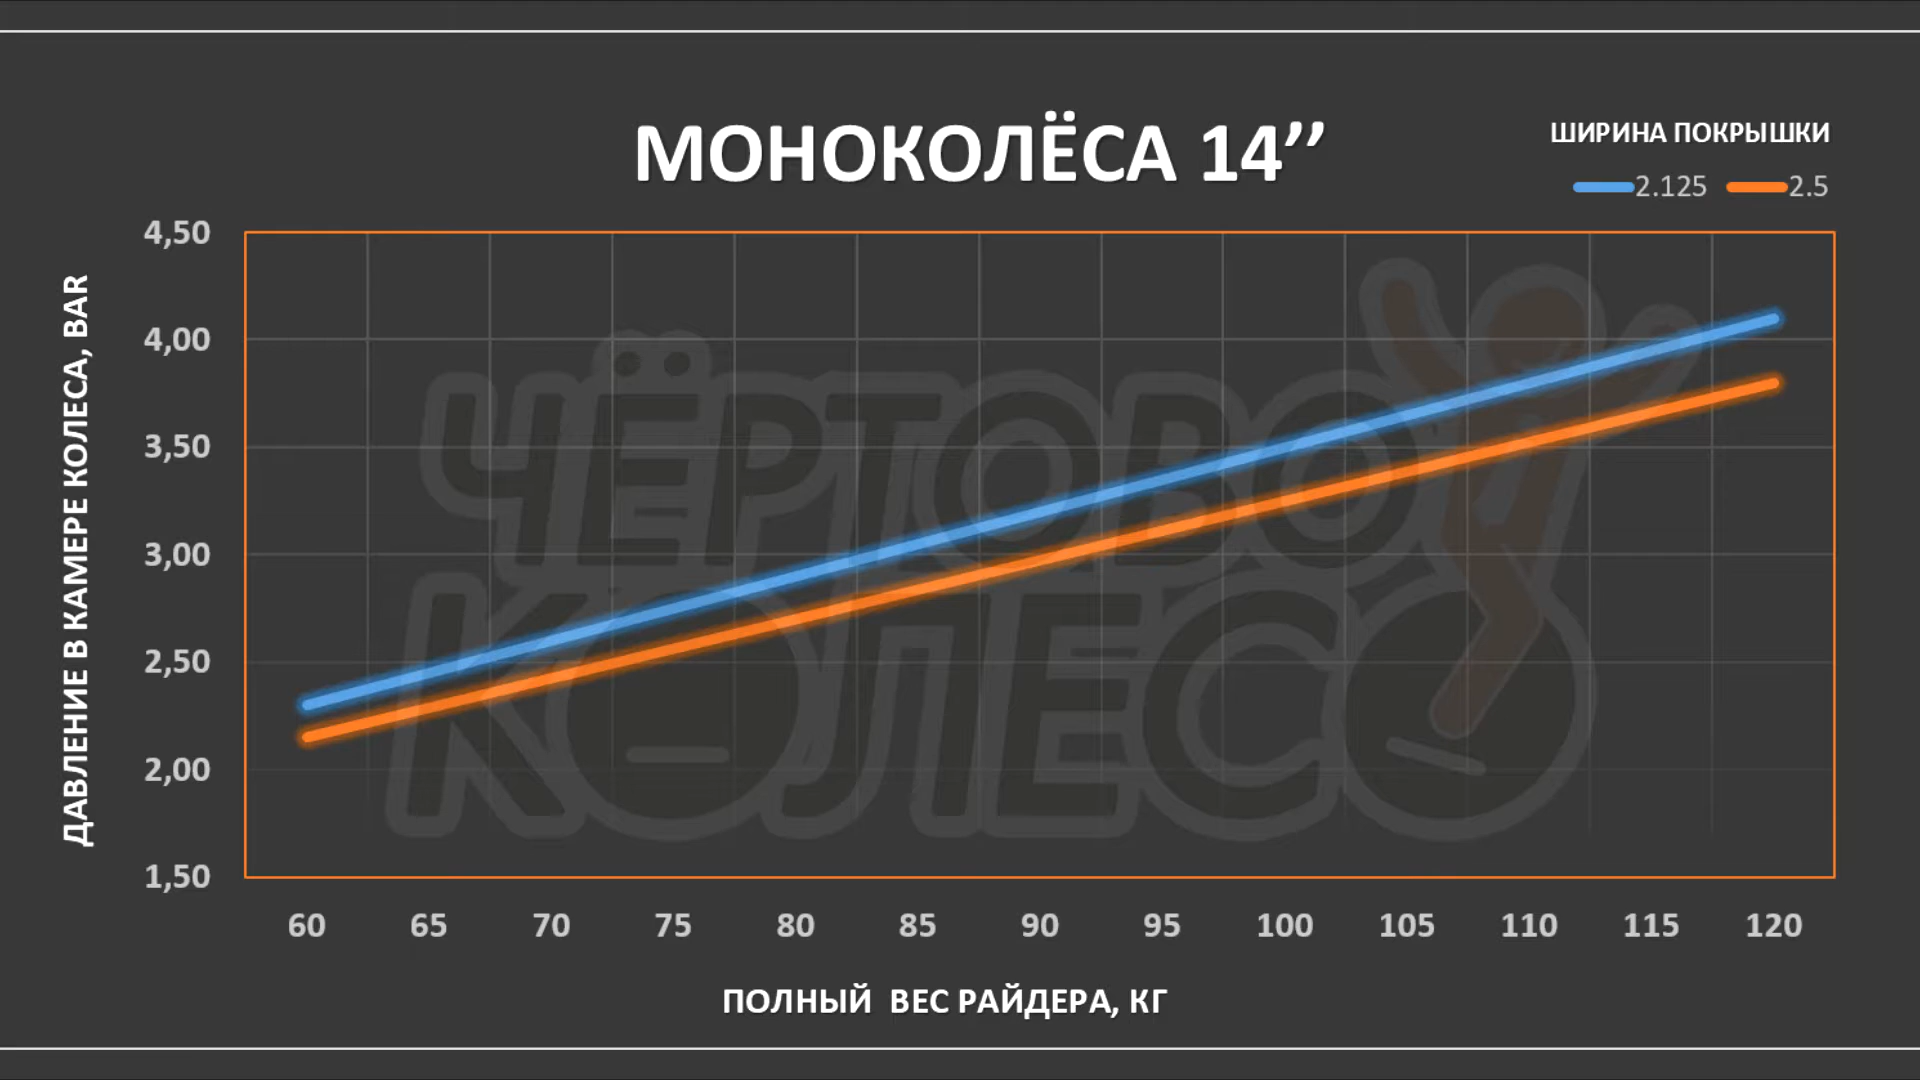 МОНОКОЛЁСА 14’’
ШИРИНА ПОКРЫШКИ
2.125 2.5
ДАВЛЕНИЕ В КАМЕРЕ КОЛЕСА, BAR
4,50
4,00
3,50
3,00
2,50
2,00
1,50
ЧЁРТОВО
КОЛЕСО
60 65 70 75 80 85 90 95 100 105 110 115 120
ПОЛНЫЙ ВЕС РАЙДЕРА, КГ